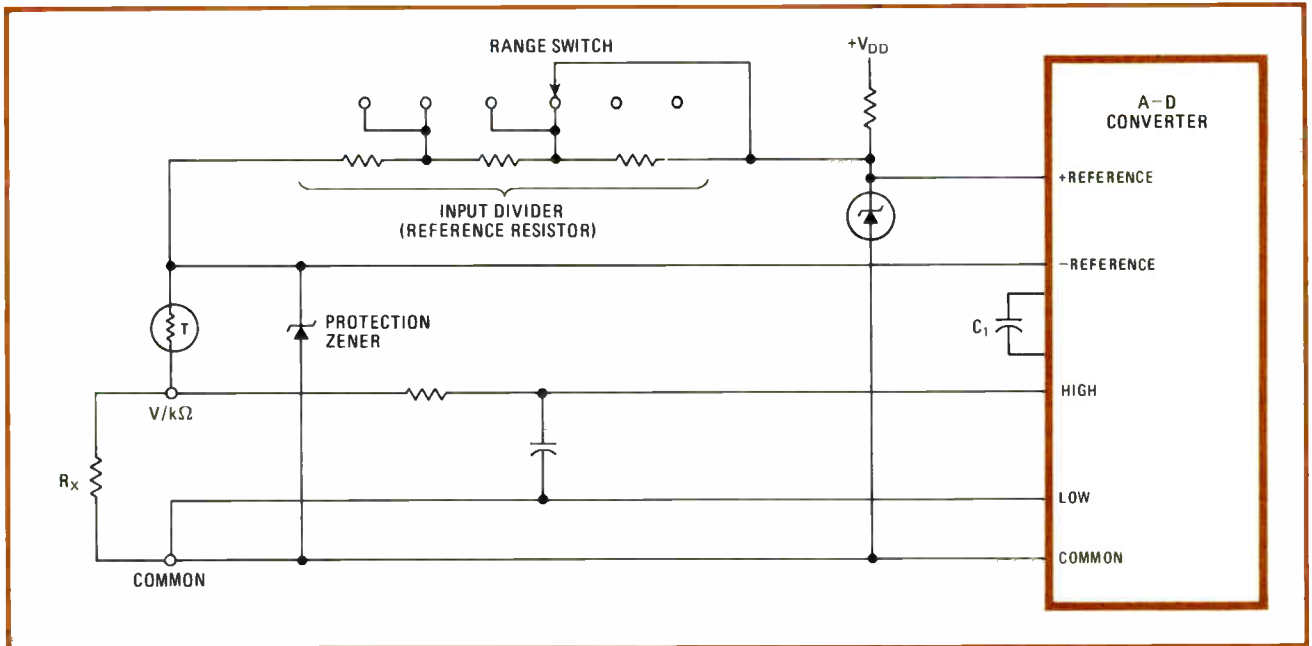 RANGE SWITCH
+VDD
A–D
CONVERTER
+REFERENCE
INPUT DIVIDER
(REFERENCE RESISTOR)
–REFERENCE
T
PROTECTION
ZENER
C1
HIGH
V/kΩ
RX
LOW
COMMON
COMMON